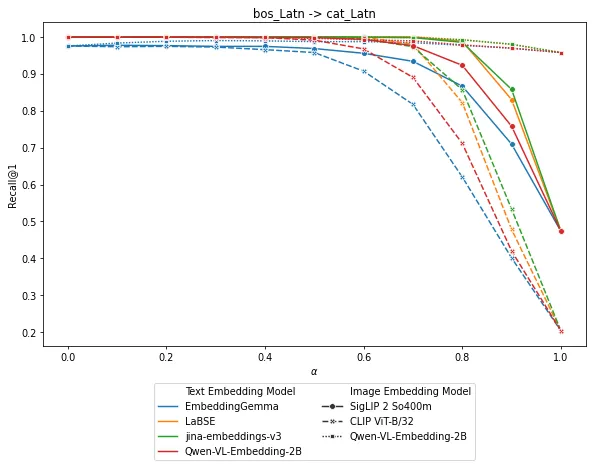 bos_Latn -> cat_Latn
Recall@1
1.0
0.9
0.8
0.7
0.6
0.5
0.4
0.3
0.2
0.0 0.2 0.4 0.6 0.8 1.0
α
Text Embedding Model
EmbeddingGemma
LaBSE
jina-embeddings-v3
Qwen-VL-Embedding-2B
Image Embedding Model
SigLIP 2 So400m
CLIP ViT-B/32
Qwen-VL-Embedding-2B